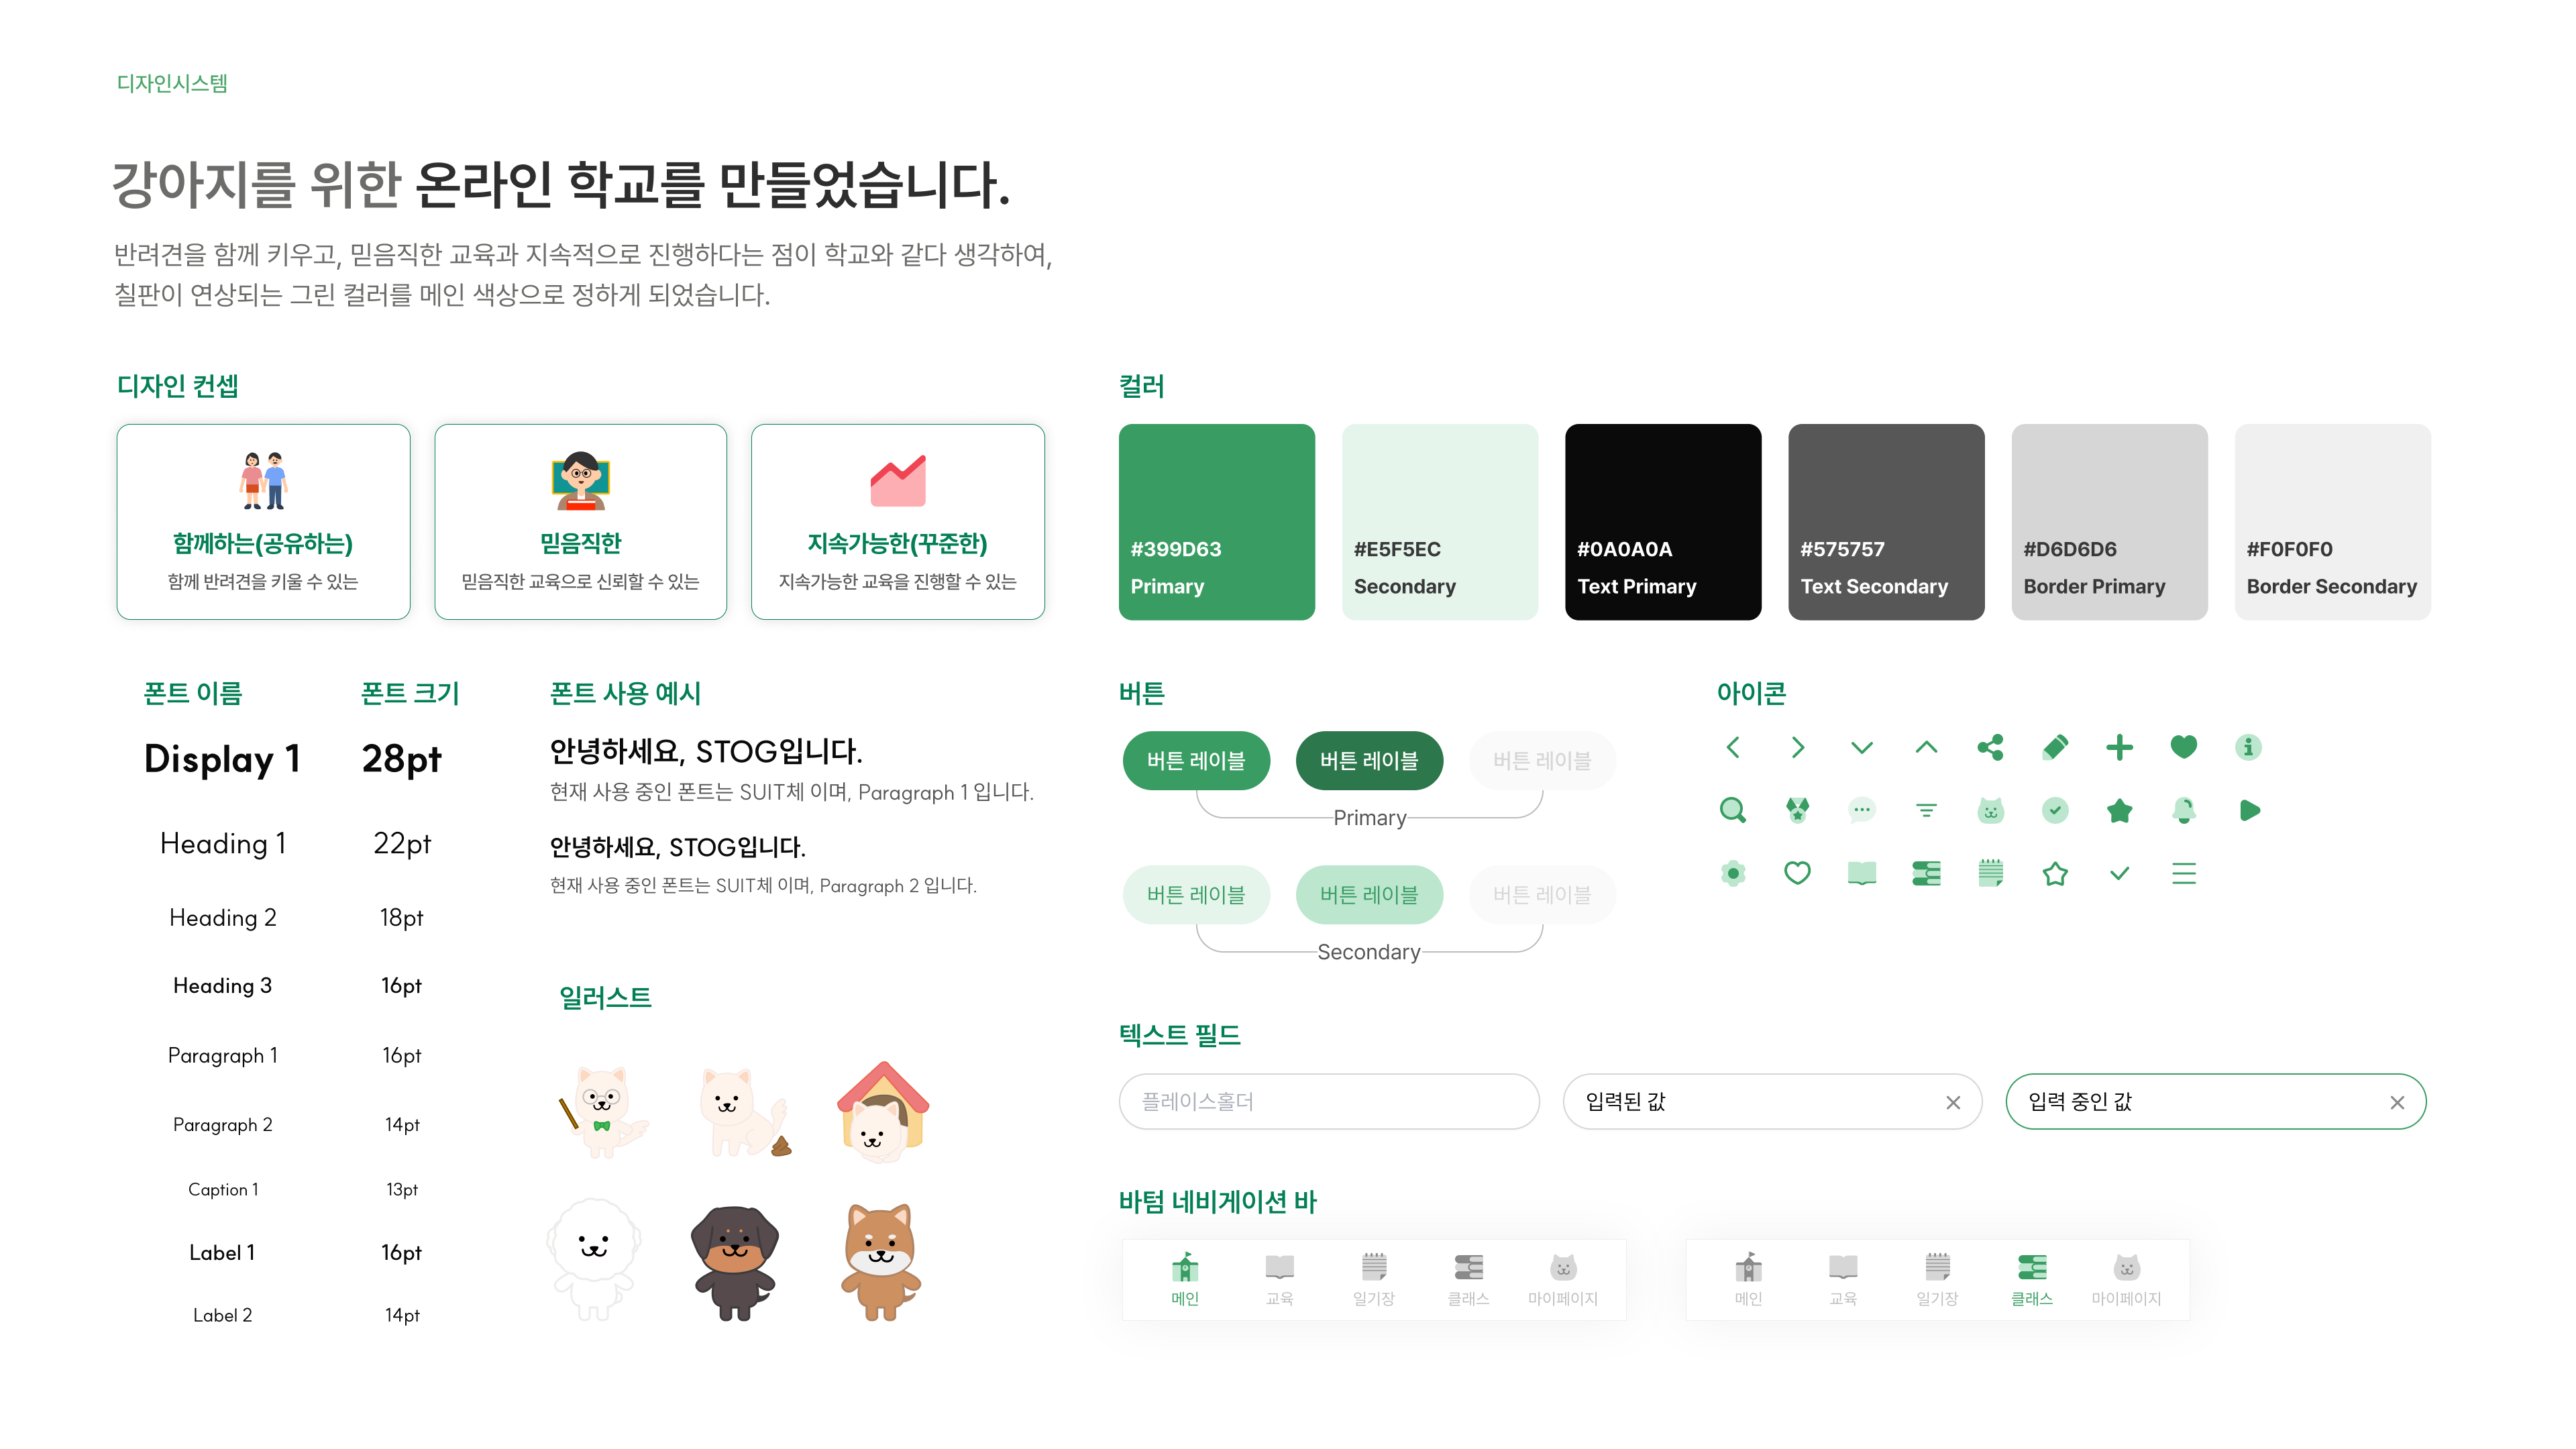 디자인시스템
강아지를 위한 온라인 학교를 만들었습니다.
반려견을 함께 키우고, 믿음직한 교육과 지속적으로 진행하다는 점이 학교와 같다 생각하여,
칠판이 연상되는 그린 컬러를 메인 색상으로 정하게 되었습니다.
디자인 컨셉
함께하는(공유하는)
함께 반려견을 키울 수 있는
믿음직한
믿음직한 교육으로 신뢰할 수 있는
지속가능한(꾸준한)
지속가능한 교육을 진행할 수 있는
컬러
#399D63
Primary
#E5F5EC
Secondary
#0A0A0A
Text Primary
#575757
Text Secondary
#D6D6D6
Border Primary
#F0F0F0
Border Secondary
폰트 이름 폰트 크기
Display 1 28pt
Heading 1 22pt
Heading 2 18pt
Heading 3 16pt
Paragraph 1 16pt
Paragraph 2 14pt
Caption 1 13pt
Label 1 16pt
Label 2 14pt
폰트 사용 예시
안녕하세요, STOG입니다.
현재 사용 중인 폰트는 SUIT체 이며, Paragraph 1 입니다.
안녕하세요, STOG입니다.
현재 사용 중인 폰트는 SUIT체 이며, Paragraph 2 입니다.
일러스트
버튼
버튼 레이블 버튼 레이블 버튼 레이블
Primary
버튼 레이블 버튼 레이블 버튼 레이블
Secondary
아이콘
텍스트 필드
플레이스홀더
입력된 값
입력 중인 값
바텀 네비게이션 바
메인 교육 일기장 클래스 마이페이지
메인 교육 일기장 클래스 마이페이지